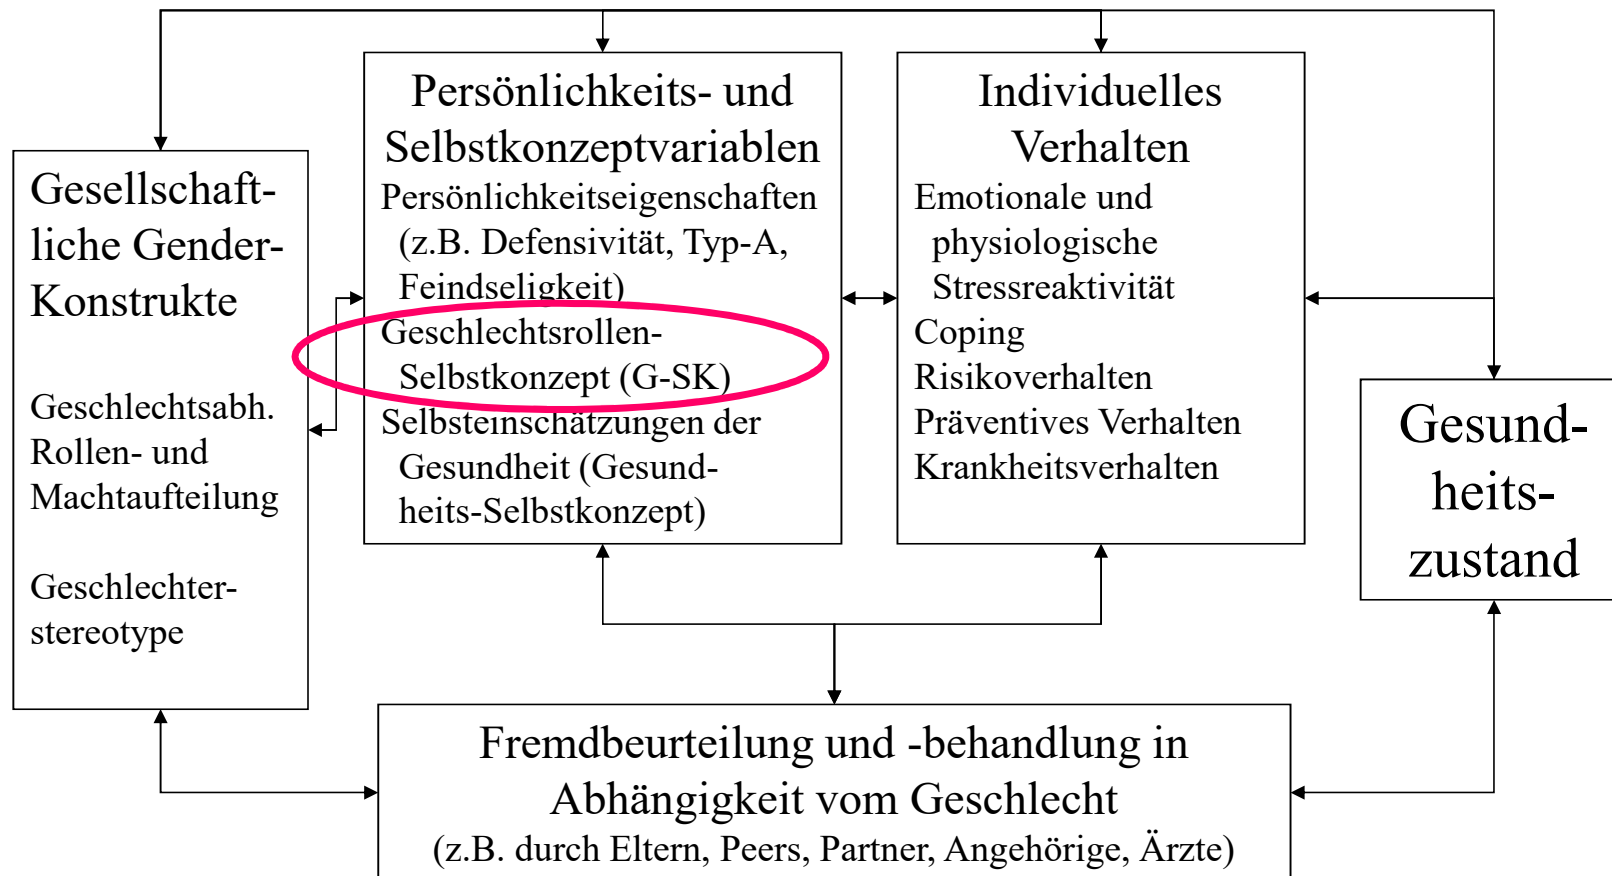 Gesellschaft-
liche Gender-
Konstrukte
Geschlechtsabh.
Rollen- und
Machtaufteilung
Geschlechter-
stereotype
Persönlichkeits- und
Selbstkonzeptvariablen
Persönlichkeitseigenschaften
(z.B. Defensivität, Typ-A,
Feindseligkeit)
Geschlechtsrollen-
Selbstkonzept (G-SK)
Selbsteinschätzungen der
Gesundheit (Gesund-
heits-Selbstkonzept)
Individuelles
Verhalten
Emotionale und
physiologische
Stressreaktivität
Coping
Risikoverhalten
Präventives Verhalten
Krankheitsverhalten
Gesund-
heits-
zustand
Fremdbeurteilung und -behandlung in
Abhängigkeit vom Geschlecht
(z.B. durch Eltern, Peers, Partner, Angehörige, Ärzte)